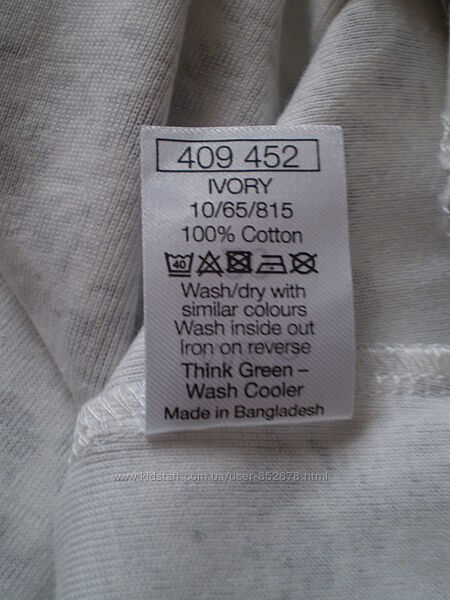 409 452
IVORY
10/65/815
100% Cotton
40
Wash/dry with
similar colours
Wash inside out
Iron on reverse
Think Green –
Wash Cooler
Made in Bangladesh
www.kidstaff.com.ua/user-852678.html